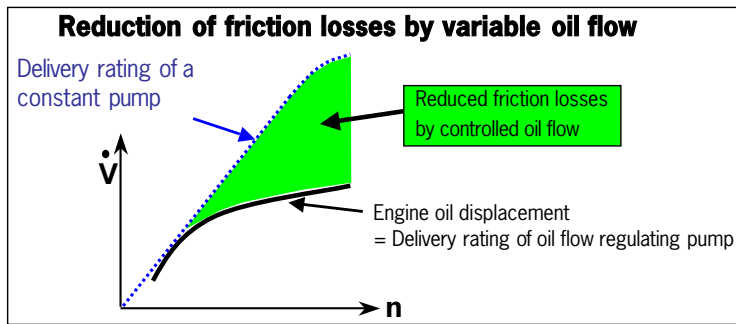 Reduction of friction losses by variable oil flow
Delivery rating of a
constant pump
Reduced friction losses
by controlled oil flow
V̇
Engine oil displacement
= Delivery rating of oil flow regulating pump
n